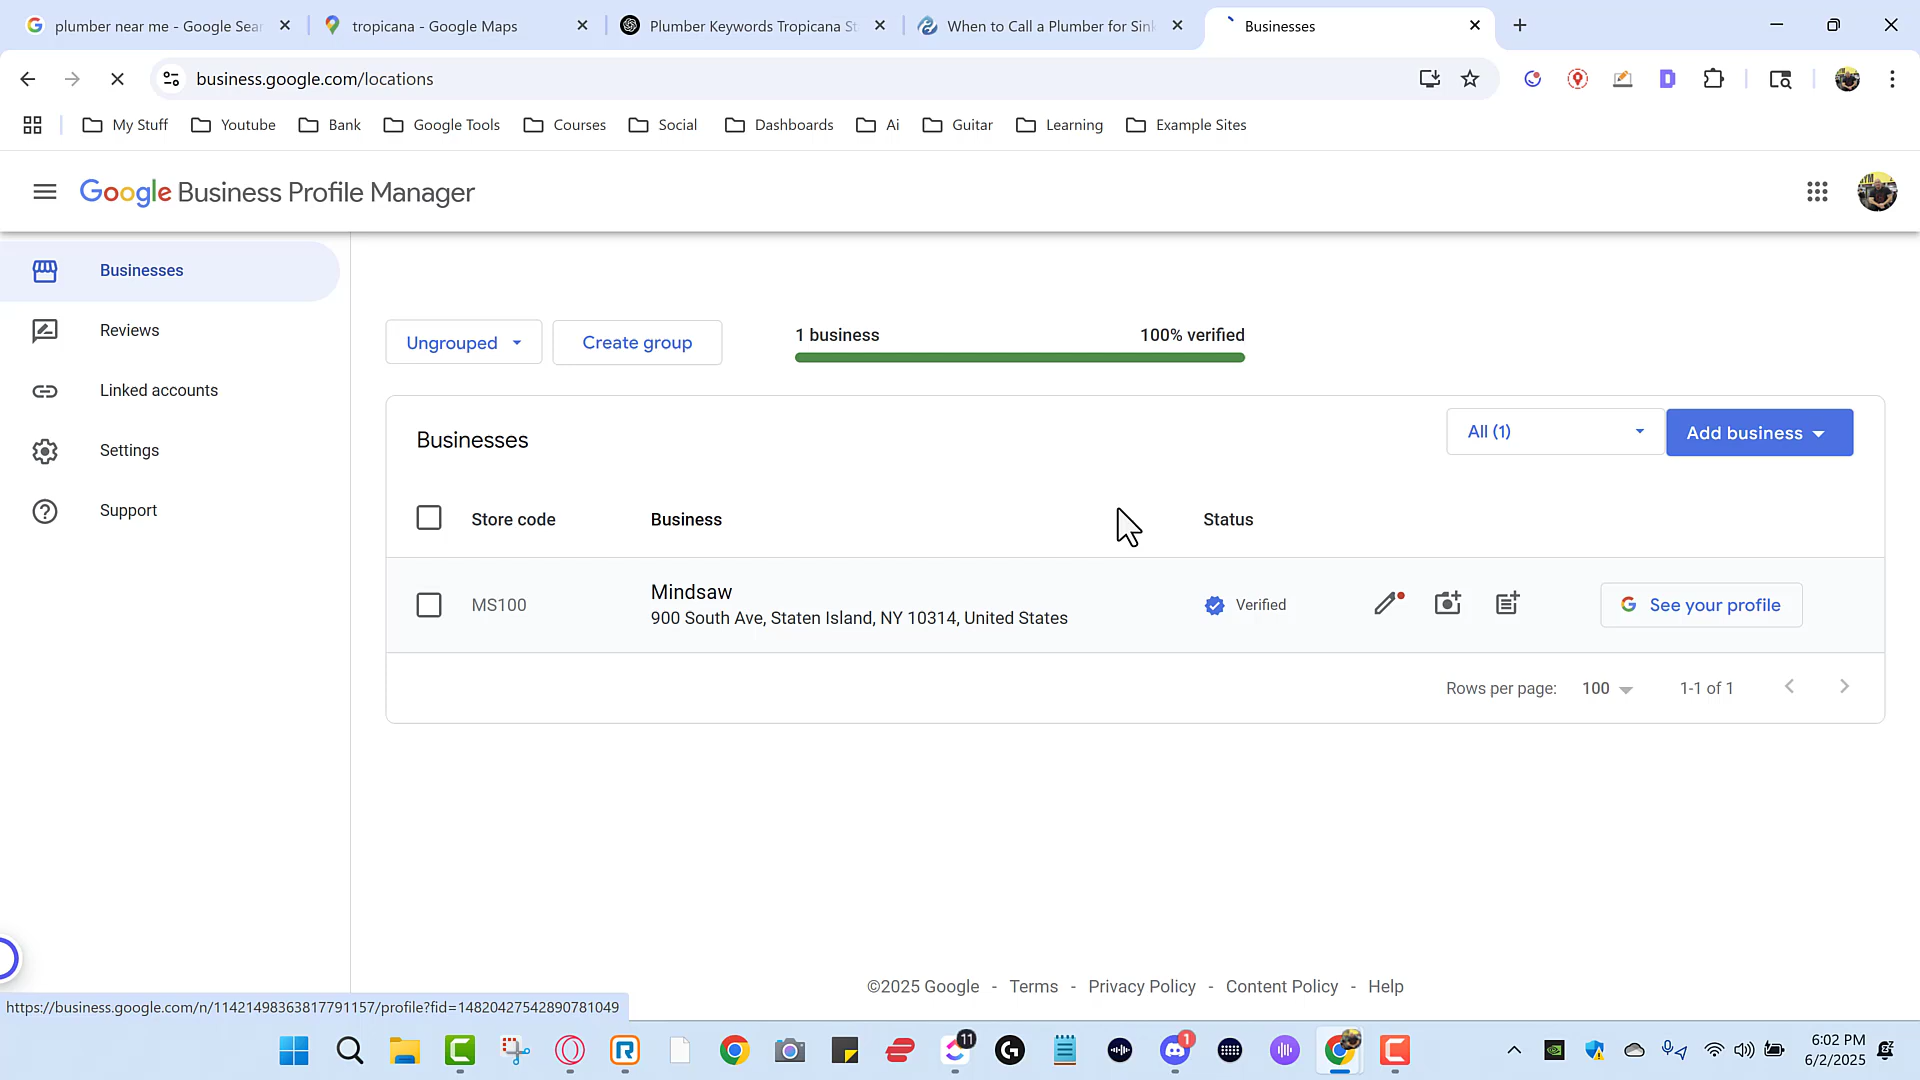 plumber near me - Google Sear
tropicana - Google Maps
Plumber Keywords Tropicana St
When to Call a Plumber for Sink
Businesses
business.google.com/locations
My Stuff
Youtube
Bank
Google Tools
Courses
Social
Dashboards
Ai
Guitar
Learning
Example Sites
Google Business Profile Manager
Businesses
Reviews
Linked accounts
Settings
Support
Ungrouped
Create group
1 business
100% verified
Businesses
All (1)
Add business
Store code
Business
Status
MS100
Mindsaw
900 South Ave, Staten Island, NY 10314, United States
Verified
See your profile
Rows per page:
100
1-1 of 1
©2025 Google - Terms - Privacy Policy - Content Policy - Help
https://business.google.com/n/11421498363817791157/profile?fid=14820427542890781049
11
1
6:02 PM
6/2/2025